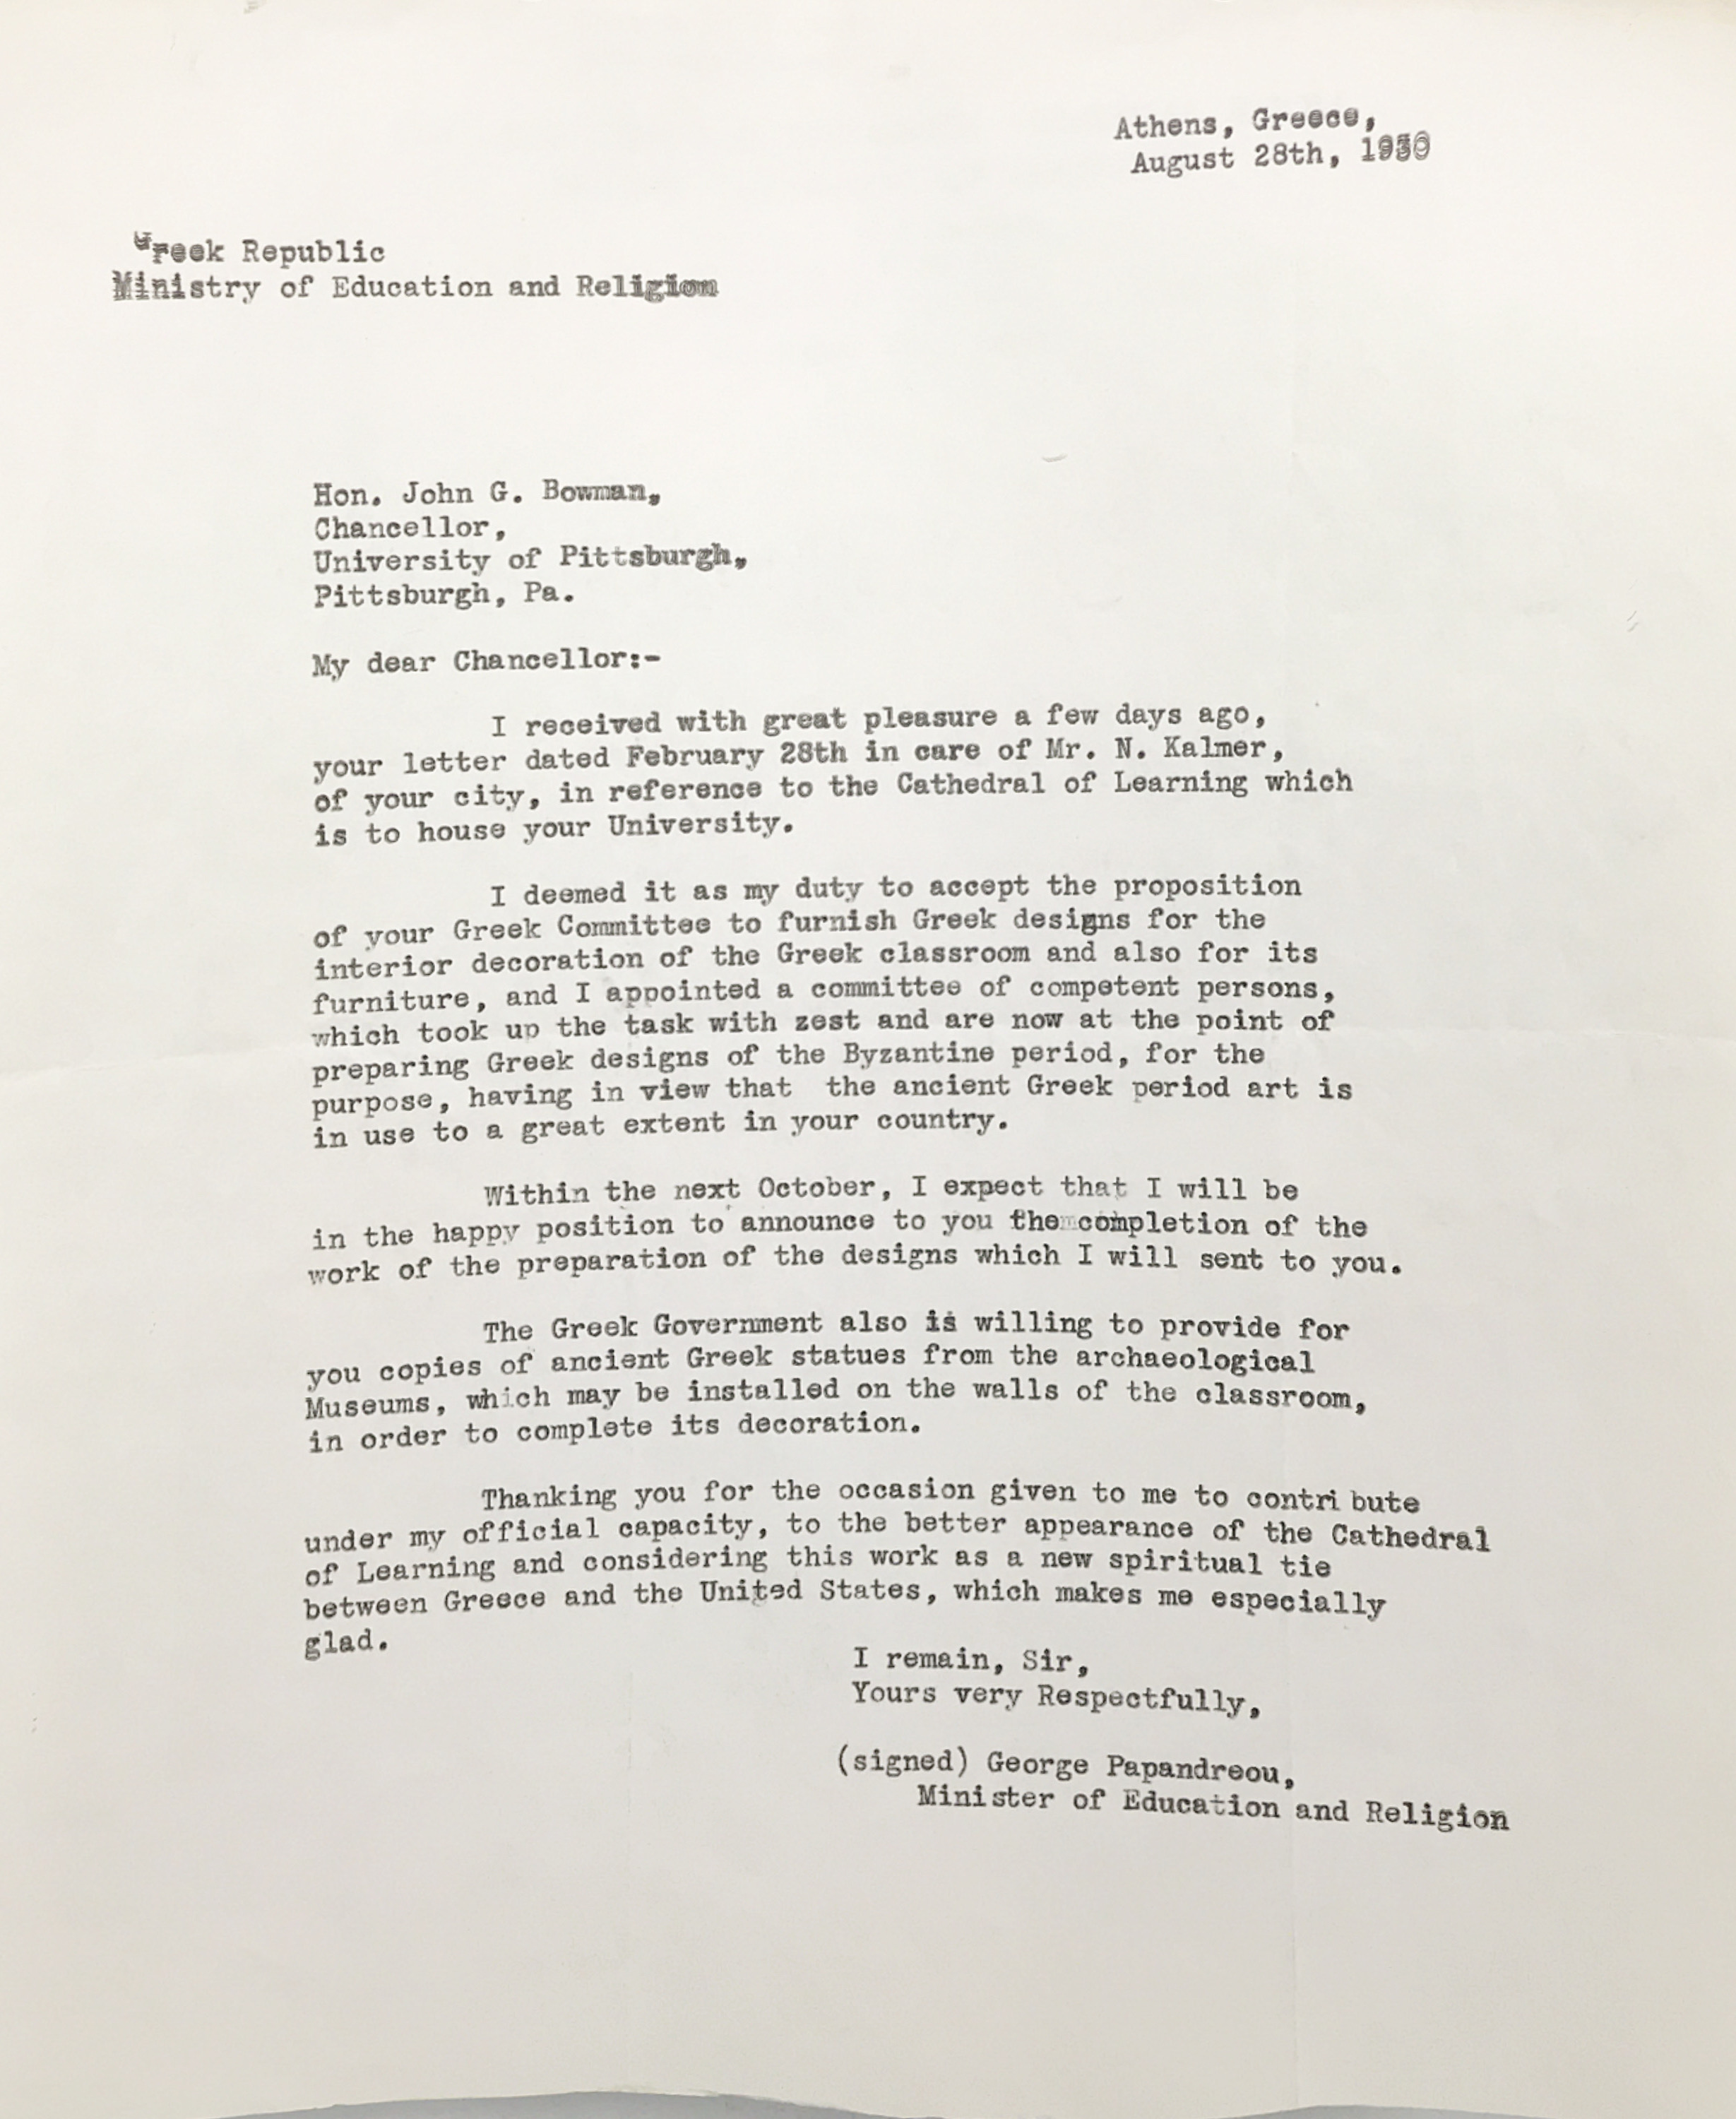 Athens, Greece,
August 28th, 1930
Greek Republic
Ministry of Education and Religion
Hon. John G. Bowman,
Chancellor,
University of Pittsburgh,
Pittsburgh, Pa.
My dear Chancellor:-
I received with great pleasure a few days ago,
your letter dated February 28th in care of Mr. N. Kalmer,
of your city, in reference to the Cathedral of Learning which
is to house your University.
I deemed it as my duty to accept the proposition
of your Greek Committee to furnish Greek designs for the
interior decoration of the Greek classroom and also for its
furniture, and I appointed a committee of competent persons,
which took up the task with zest and are now at the point of
preparing Greek designs of the Byzantine period, for the
purpose, having in view that the ancient Greek period art is
in use to a great extent in your country.
Within the next October, I expect that I will be
in the happy position to announce to you the completion of the
work of the preparation of the designs which I will sent to you.
The Greek Government also is willing to provide for
you copies of ancient Greek statues from the archaeological
Museums, which may be installed on the walls of the classroom,
in order to complete its decoration.
Thanking you for the occasion given to me to contri bute
under my official capacity, to the better appearance of the Cathedral
of Learning and considering this work as a new spiritual tie
between Greece and the United States, which makes me especially
glad.
I remain, Sir,
Yours very Respectfully,
(signed) George Papandreou,
Minister of Education and Religion